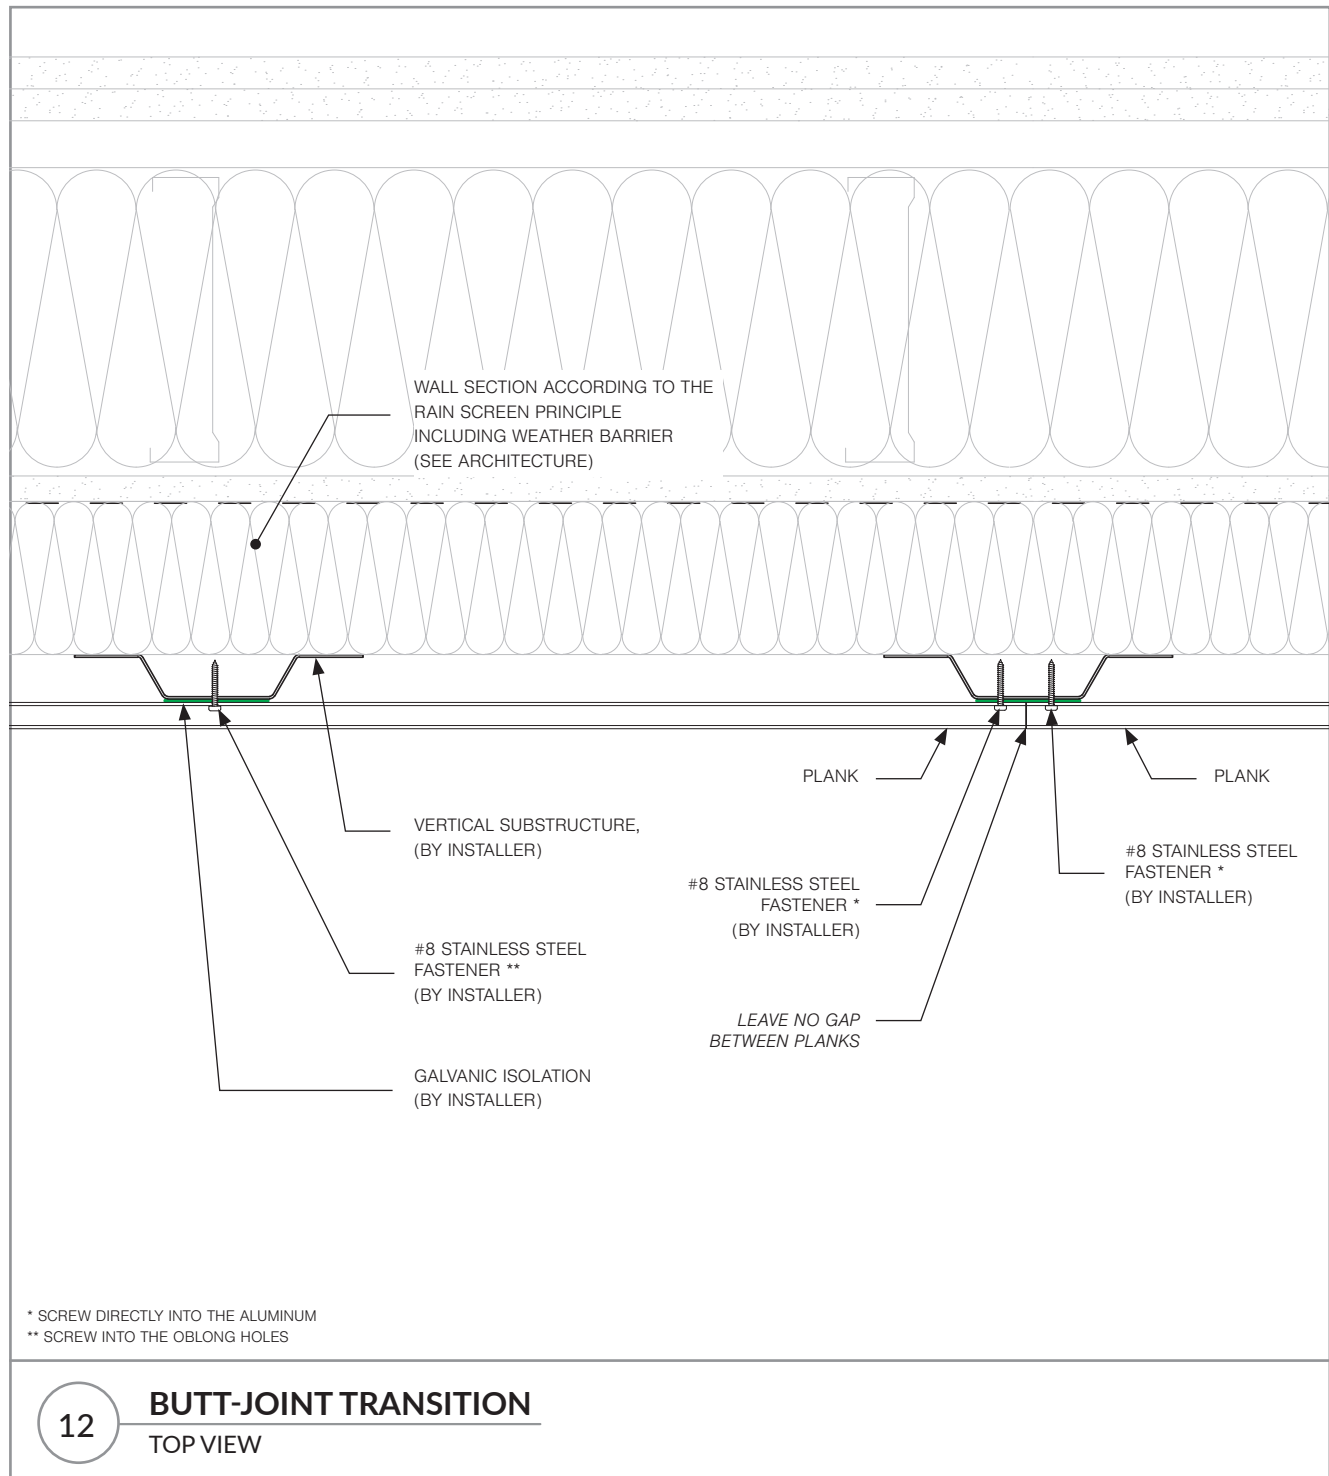 WALL SECTION ACCORDING TO THE
RAIN SCREEN PRINCIPLE
INCLUDING WEATHER BARRIER
(SEE ARCHITECTURE)
PLANK
PLANK
VERTICAL SUBSTRUCTURE,
(BY INSTALLER)
#8 STAINLESS STEEL
FASTENER *
(BY INSTALLER)
#8 STAINLESS STEEL
FASTENER *
(BY INSTALLER)
#8 STAINLESS STEEL
FASTENER **
(BY INSTALLER)
LEAVE NO GAP
BETWEEN PLANKS
GALVANIC ISOLATION
(BY INSTALLER)
* SCREW DIRECTLY INTO THE ALUMINUM
** SCREW INTO THE OBLONG HOLES
12
BUTT-JOINT TRANSITION
TOP VIEW